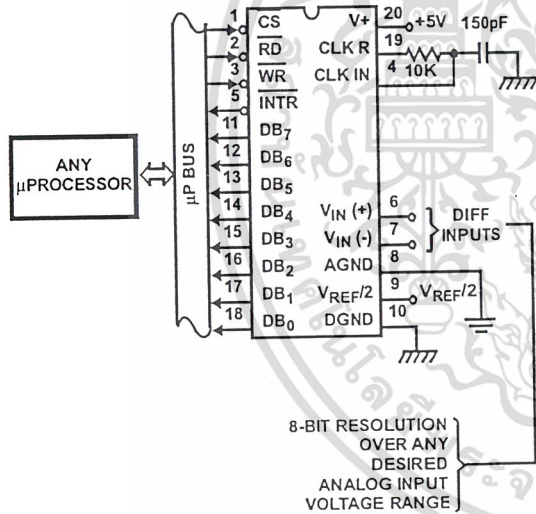 1 CS V+ 20 +5V 150pF
2 RD CLK R 19 10K
3 WR CLK IN 4
5 INTR
11 DB7
12 DB6
13 DB5
14 DB4 VIN (+) 6
15 DB3 VIN (-) 7
16 DB2 AGND 8
17 DB1 VREF/2 9 VREF/2
18 DB0 DGND 10
ANY
µPROCESSOR
µP BUS
DIFF
INPUTS
8-BIT RESOLUTION
OVER ANY
DESIRED
ANALOG INPUT
VOLTAGE RANGE